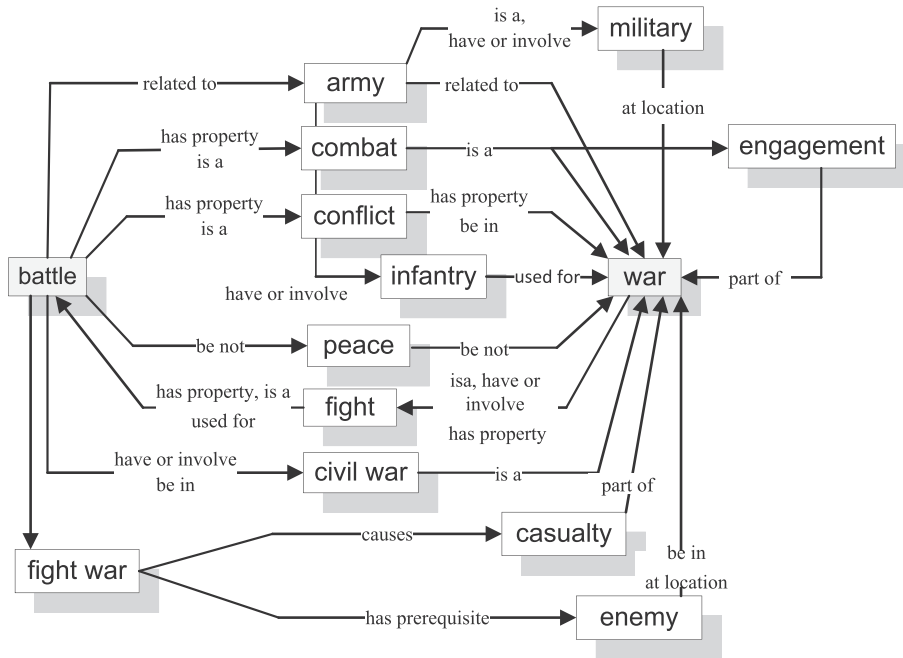 is a,
have or involve
military
related to
army
related to
at location
has property
is a
combat
is a
engagement
has property
is a
conflict
has property
be in
battle
infantry
used for
war
part of
have or involve
be not
peace
be not
has property, is a
used for
fight
isa, have or
involve
has property
have or involve
be in
civil war
is a
part of
causes
casualty
fight war
be in
at location
has prerequisite
enemy